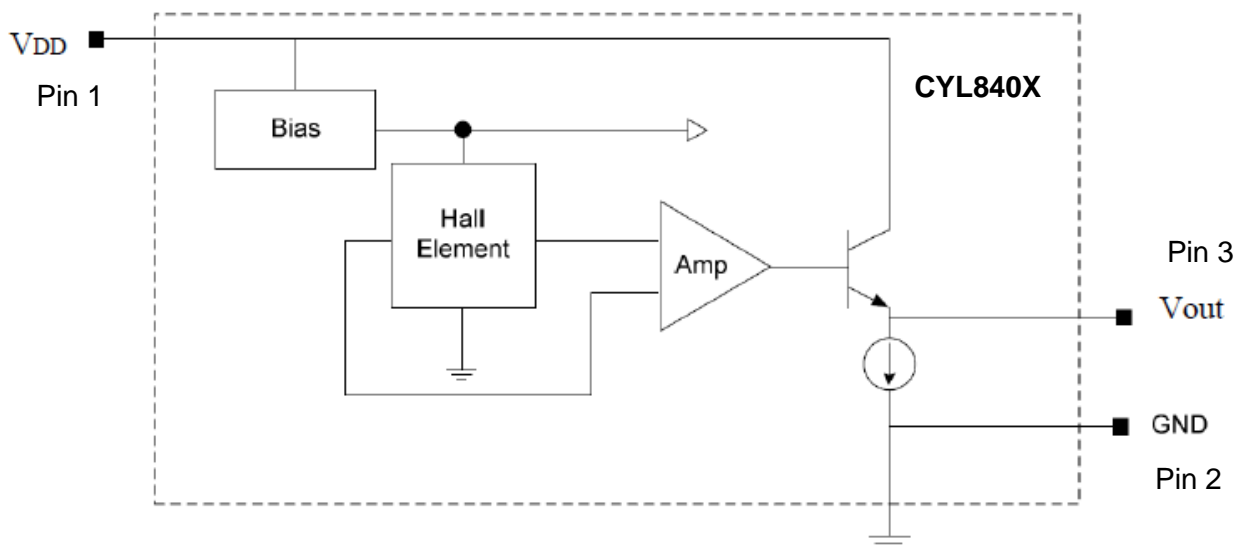 VDD
Pin 1
CYL840X
Bias
Hall
Element
Amp
Pin 3
Vout
GND
Pin 2